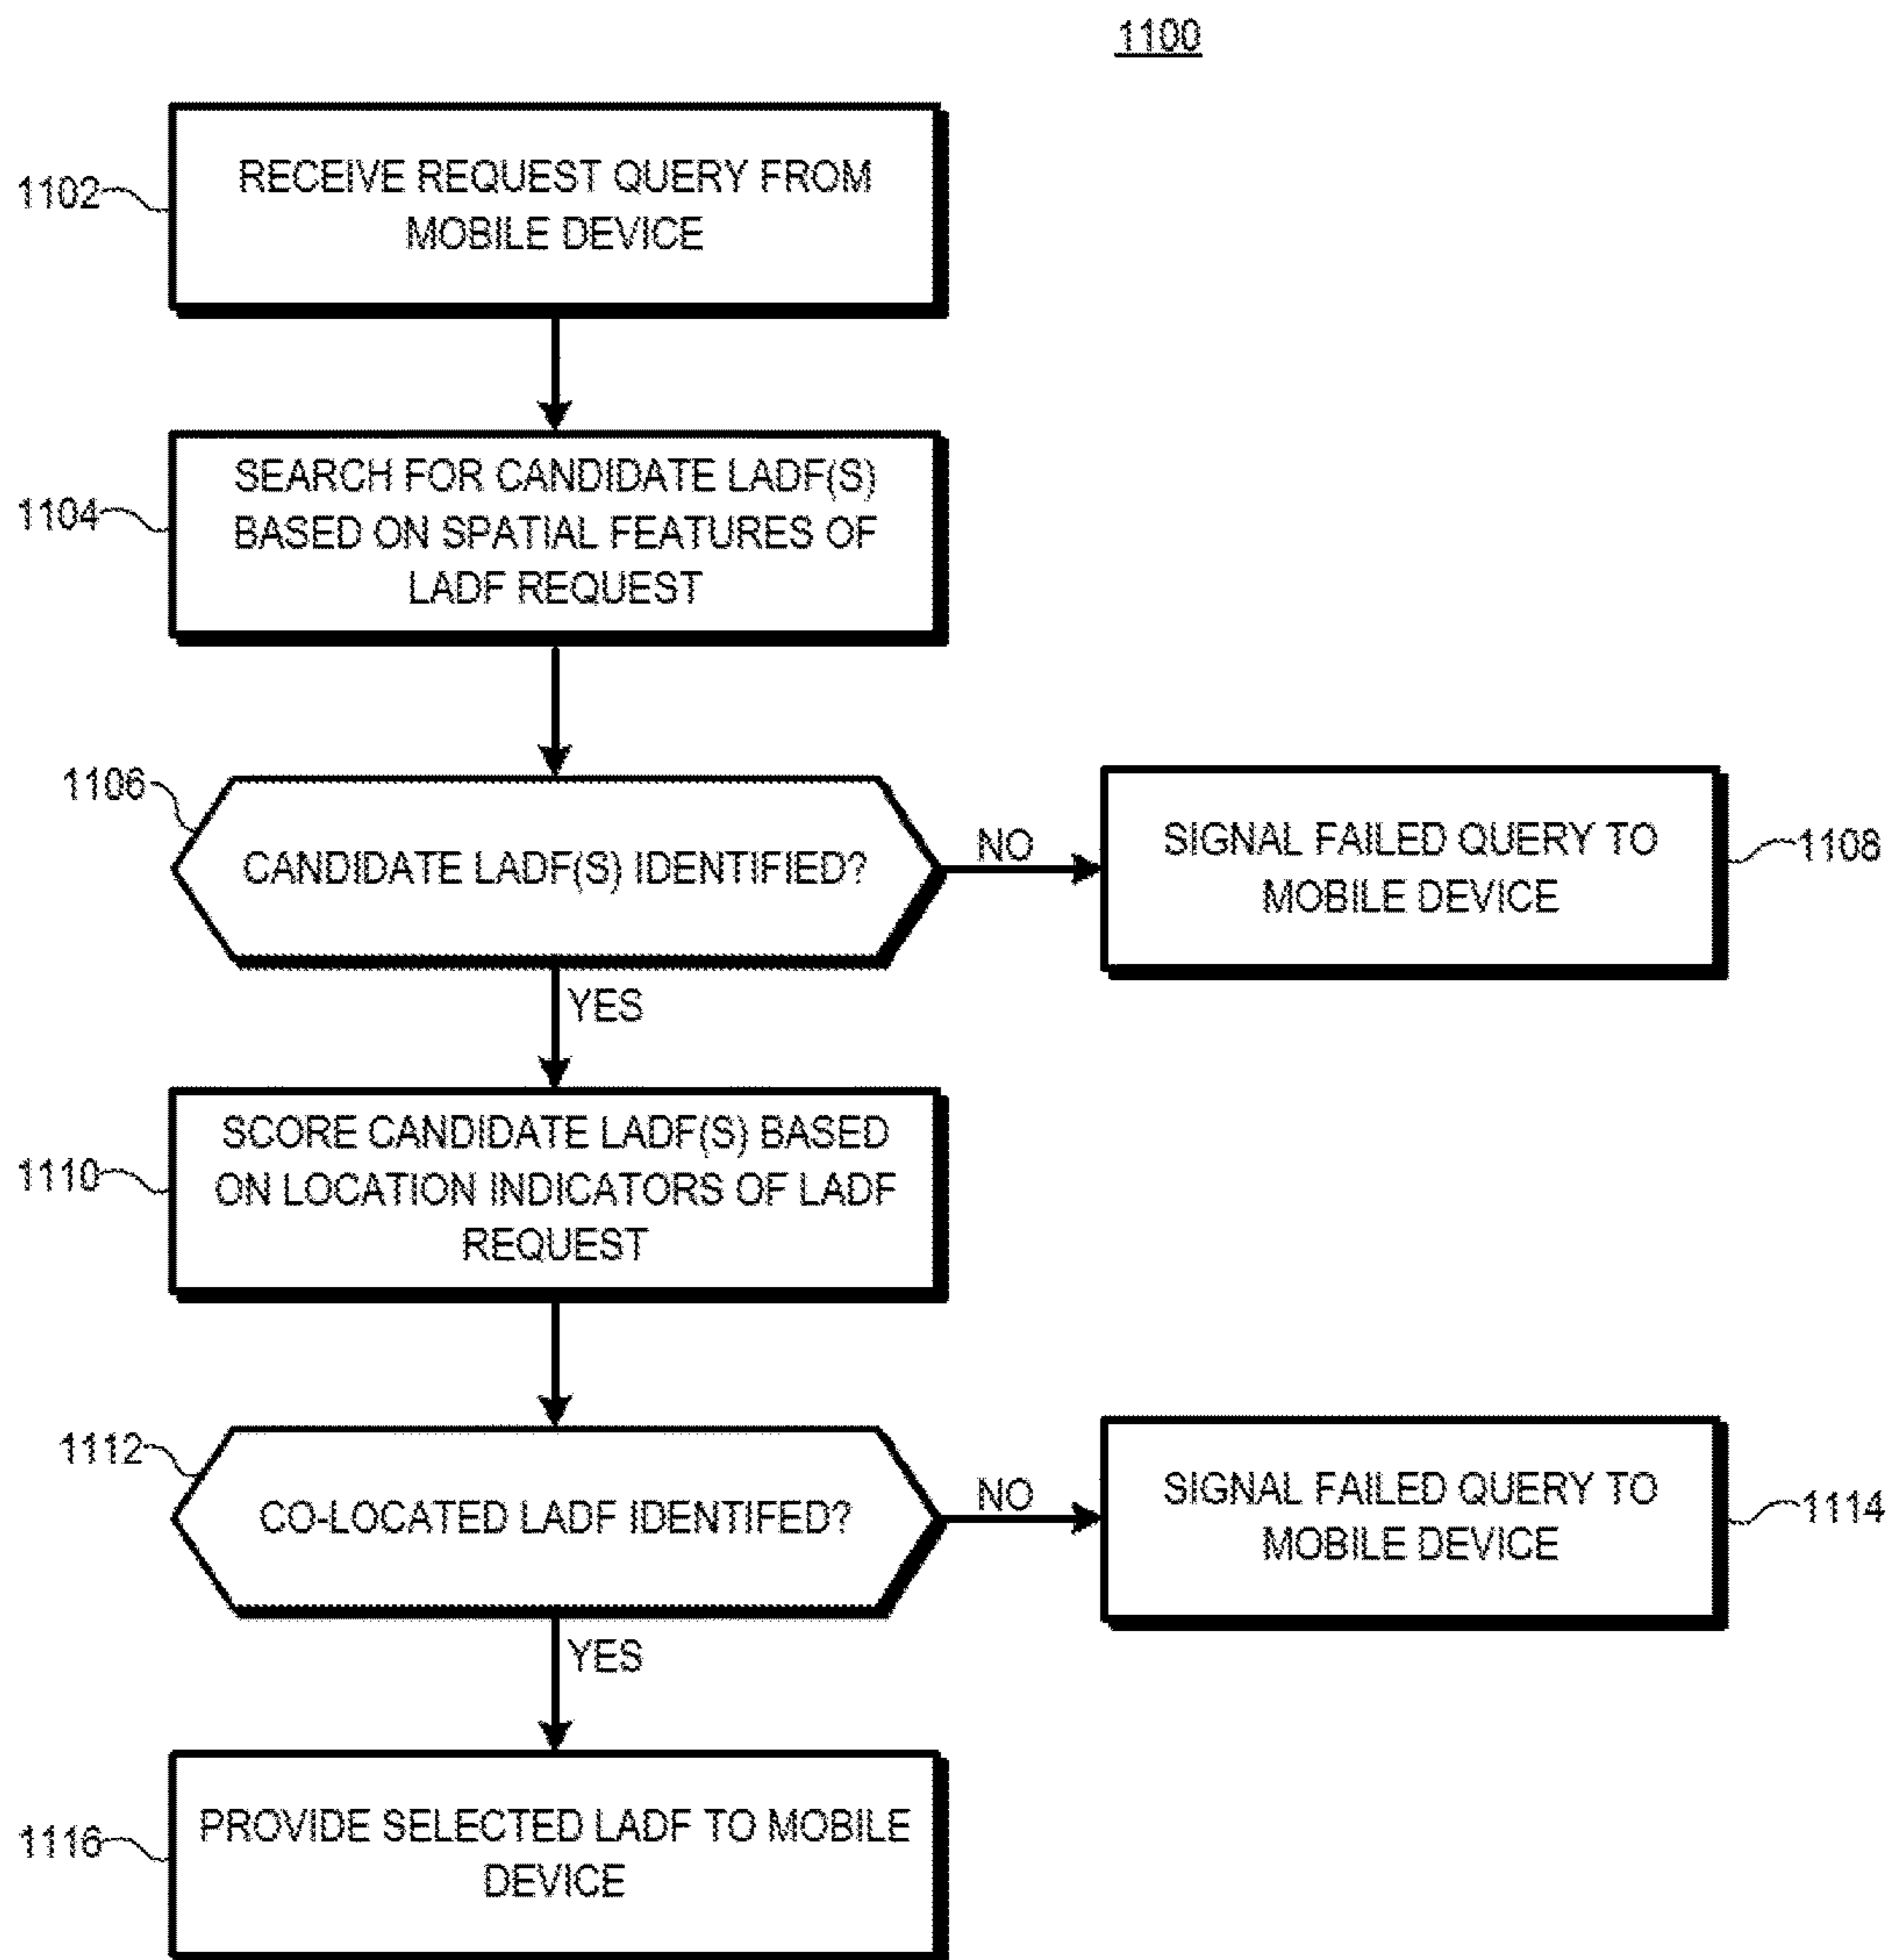 1100
1102
RECEIVE REQUEST QUERY FROM
MOBILE DEVICE
1104
SEARCH FOR CANDIDATE LADF(S)
BASED ON SPATIAL FEATURES OF
LADF REQUEST
1106
CANDIDATE LADF(S) IDENTIFIED?
NO
SIGNAL FAILED QUERY TO
MOBILE DEVICE
1108
YES
1110
SCORE CANDIDATE LADF(S) BASED
ON LOCATION INDICATORS OF LADF
REQUEST
1112
CO-LOCATED LADF IDENTIFED?
NO
SIGNAL FAILED QUERY TO
MOBILE DEVICE
1114
YES
1116
PROVIDE SELECTED LADF TO MOBILE
DEVICE